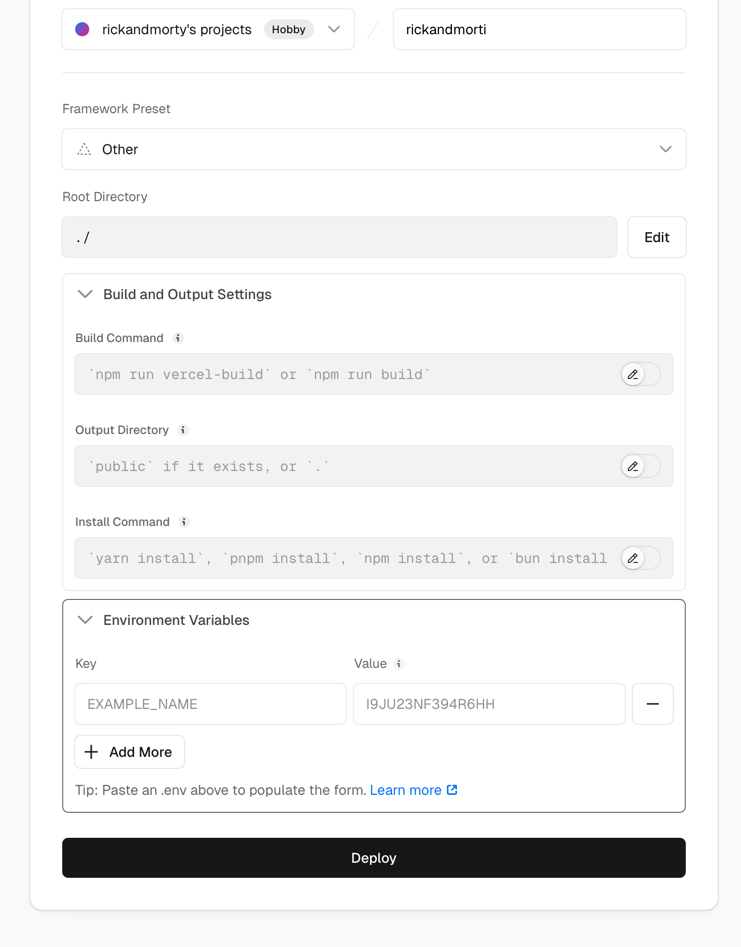 rickandmorty's projects Hobby / rickandmorti
Framework Preset
Other
Root Directory
./ Edit
Build and Output Settings
Build Command
`npm run vercel-build` or `npm run build`
Output Directory
`public` if it exists, or `.`
Install Command
`yarn install`, `pnpm install`, `npm install`, or `bun install
Environment Variables
Key Value
EXAMPLE_NAME I9JU23NF394R6HH
Add More
Tip: Paste an .env above to populate the form. Learn more
Deploy